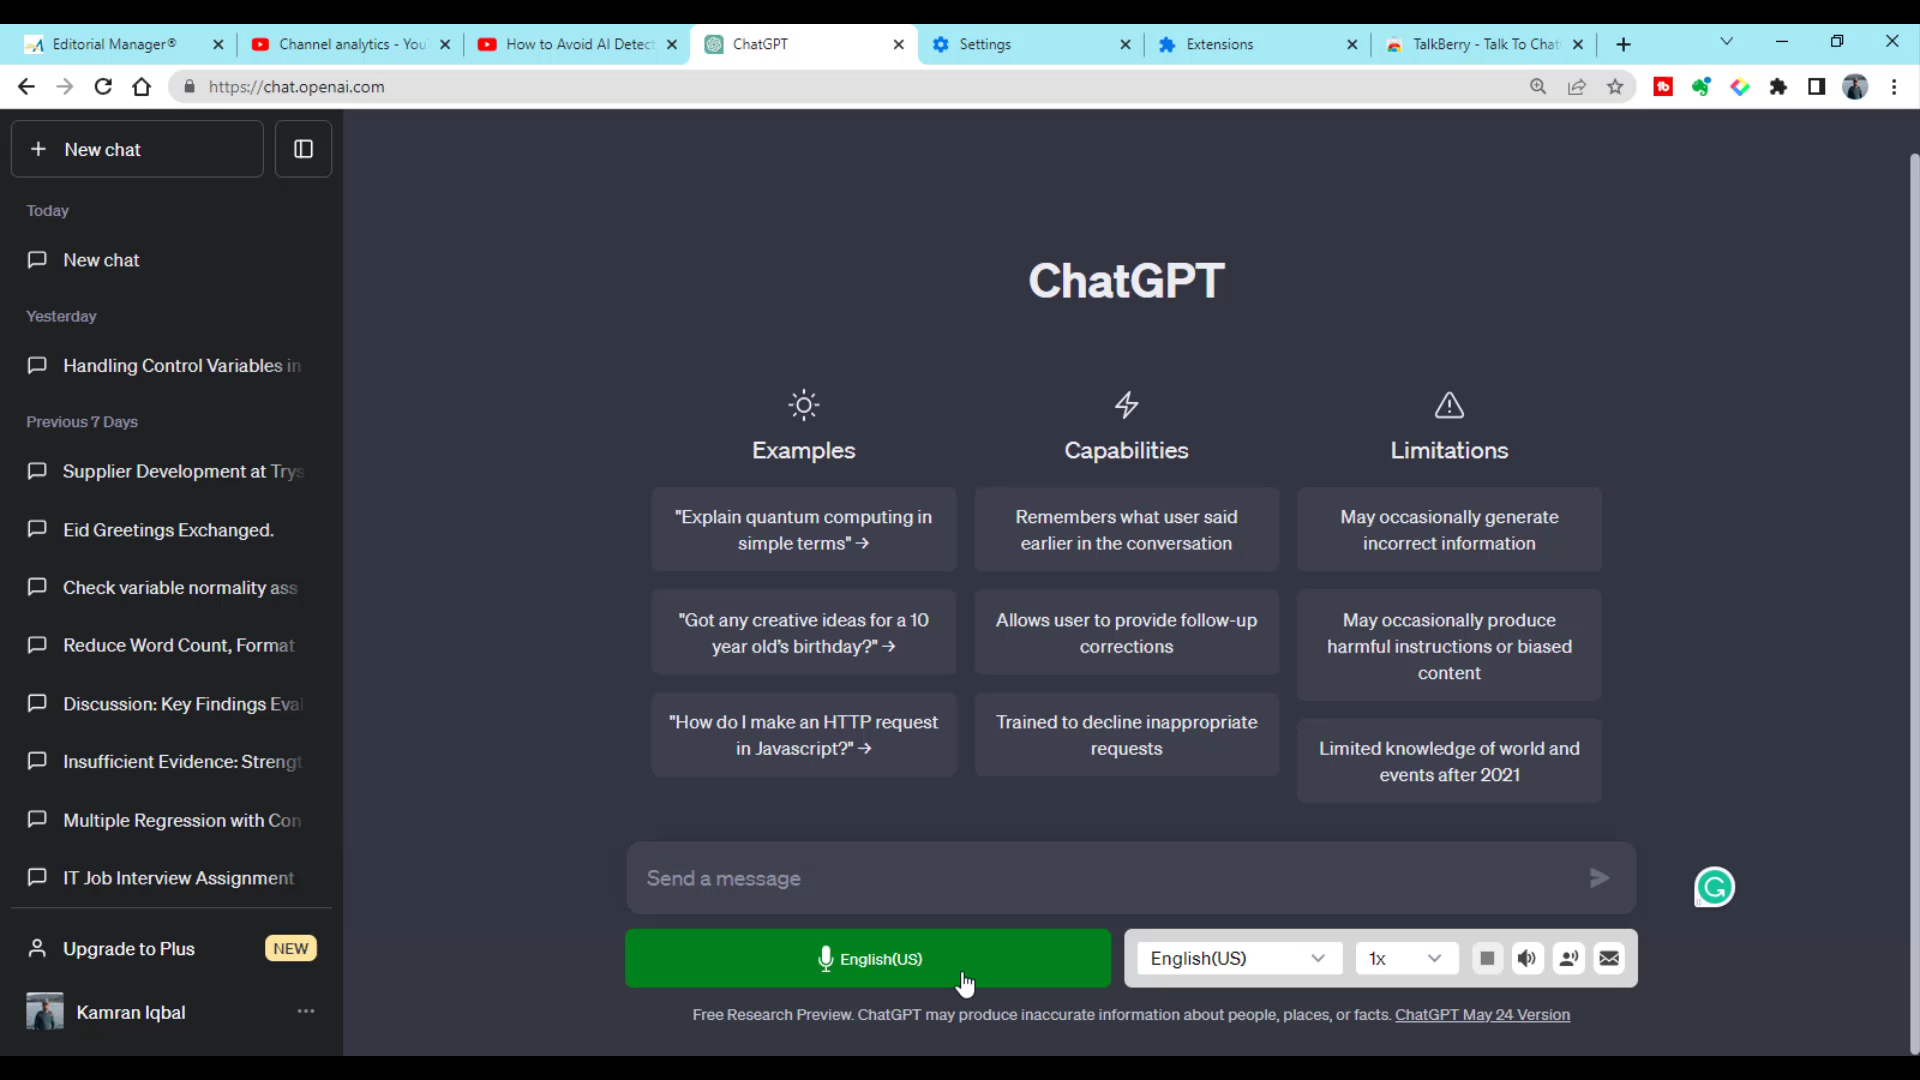 Editorial Manager®
Channel analytics - You
How to Avoid AI Detect
ChatGPT
Settings
Extensions
TalkBerry - Talk To Chat
https://chat.openai.com
New chat
Today
New chat
Yesterday
Handling Control Variables in
Previous 7 Days
Supplier Development at Trys
Eid Greetings Exchanged.
Check variable normality ass
Reduce Word Count, Format
Discussion: Key Findings Eval
Insufficient Evidence: Strengt
Multiple Regression with Con
IT Job Interview Assignment
Upgrade to Plus
NEW
Kamran Iqbal
ChatGPT
Examples
"Explain quantum computing in
simple terms" →
"Got any creative ideas for a 10
year old's birthday?" →
"How do I make an HTTP request
in Javascript?" →
Capabilities
Remembers what user said
earlier in the conversation
Allows user to provide follow-up
corrections
Trained to decline inappropriate
requests
Limitations
May occasionally generate
incorrect information
May occasionally produce
harmful instructions or biased
content
Limited knowledge of world and
events after 2021
Send a message
English(US)
English(US)
1x
Free Research Preview. ChatGPT may produce inaccurate information about people, places, or facts. ChatGPT May 24 Version